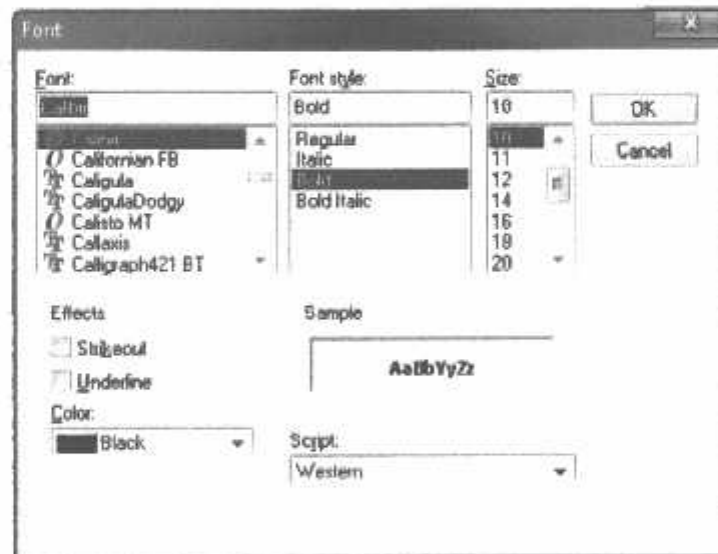 Font
Font: Font style: Size:
Bold 10 OK
Regular 10
Californian FB Italic 11 Cancel
Caligula Bold 12
CaligulaDodgy Bold Italic 14
Calisto MT 16
Callaxis 18
Calligraph421 BT 20
Effects Sample
Strikeout
AaBbYyZz
Underline
Color:
Black Script:
Western